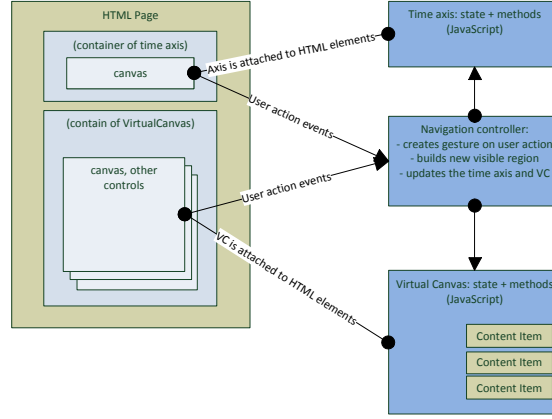 HTML Page
(container of time axis)
canvas
(contain of VirtualCanvas)
canvas, other
controls
Axis is attached to HTML elements
User action events
User action events
VC is attached to HTML elements
Time axis: state + methods
(JavaScript)
Navigation controller:
- creates gesture on user action
- builds new visible region
- updates the time axis and VC
Virtual Canvas: state + methods
(JavaScript)
Content Item
Content Item
Content Item